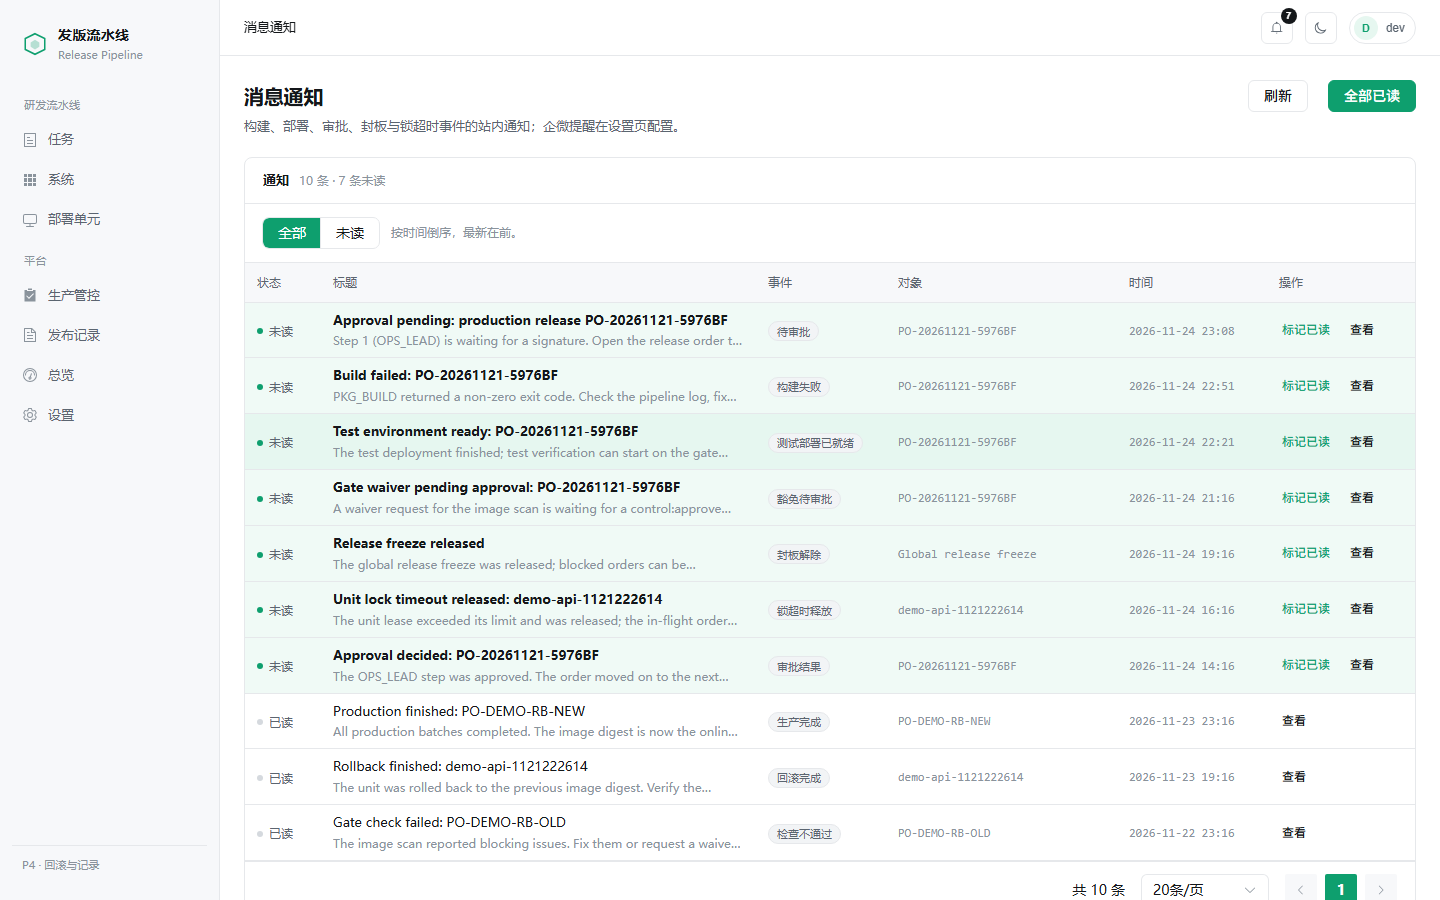 发版流水线
Release Pipeline
研发流水线
任务
系统
部署单元
平台
生产管控
发布记录
总览
设置
P4 · 回滚与记录
消息通知
7
D dev
消息通知
构建、部署、审批、封板与锁超时事件的站内通知；企微提醒在设置页配置。
刷新 全部已读
通知 10 条 · 7 条未读
全部 未读 按时间倒序，最新在前。
状态 标题 事件 对象 时间 操作
未读 Approval pending: production release PO-20261121-5976BF 待审批 PO-20261121-5976BF 2026-11-24 23:08 标记已读 查看
Step 1 (OPS_LEAD) is waiting for a signature. Open the release order t...
未读 Build failed: PO-20261121-5976BF 构建失败 PO-20261121-5976BF 2026-11-24 22:51 标记已读 查看
PKG_BUILD returned a non-zero exit code. Check the pipeline log, fix...
未读 Test environment ready: PO-20261121-5976BF 测试部署已就绪 PO-20261121-5976BF 2026-11-24 22:21 标记已读 查看
The test deployment finished; test verification can start on the gate...
未读 Gate waiver pending approval: PO-20261121-5976BF 豁免待审批 PO-20261121-5976BF 2026-11-24 21:16 标记已读 查看
A waiver request for the image scan is waiting for a control:approve...
未读 Release freeze released 封板解除 Global release freeze 2026-11-24 19:16 标记已读 查看
The global release freeze was released; blocked orders can be...
未读 Unit lock timeout released: demo-api-1121222614 锁超时释放 demo-api-1121222614 2026-11-24 16:16 标记已读 查看
The unit lease exceeded its limit and was released; the in-flight order...
未读 Approval decided: PO-20261121-5976BF 审批结果 PO-20261121-5976BF 2026-11-24 14:16 标记已读 查看
The OPS_LEAD step was approved. The order moved on to the next...
已读 Production finished: PO-DEMO-RB-NEW 生产完成 PO-DEMO-RB-NEW 2026-11-23 23:16 查看
All production batches completed. The image digest is now the onlin...
已读 Rollback finished: demo-api-1121222614 回滚完成 demo-api-1121222614 2026-11-23 19:16 查看
The unit was rolled back to the previous image digest. Verify the...
已读 Gate check failed: PO-DEMO-RB-OLD 检查不通过 PO-DEMO-RB-OLD 2026-11-22 23:16 查看
The image scan reported blocking issues. Fix them or request a waive...
共 10 条 20条/页 1